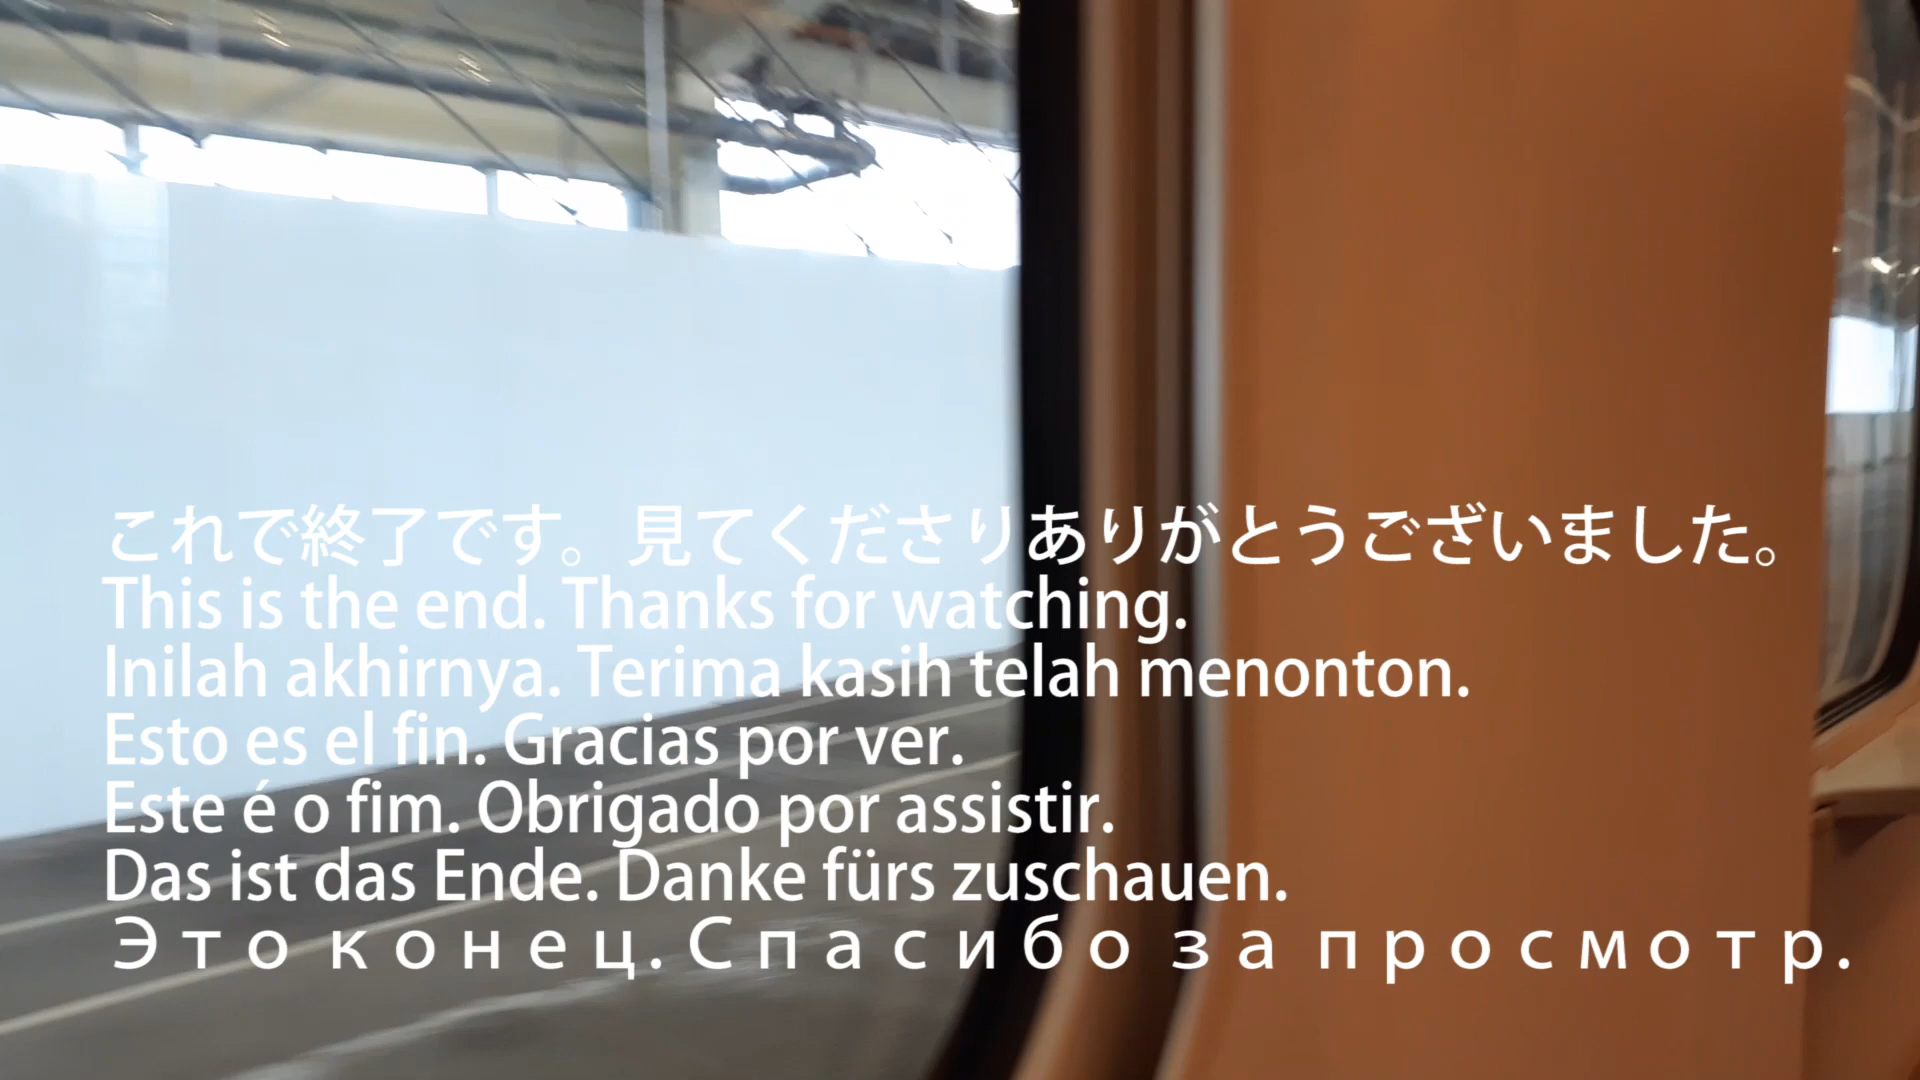 これで終了です。見てくださりありがとうございました。
This is the end. Thanks for watching.
Inilah akhirnya. Terima kasih telah menonton.
Esto es el fin. Gracias por ver.
Este é o fim. Obrigado por assistir.
Das ist das Ende. Danke fürs zuschauen.
Это конец. Спасибо за просмотр.